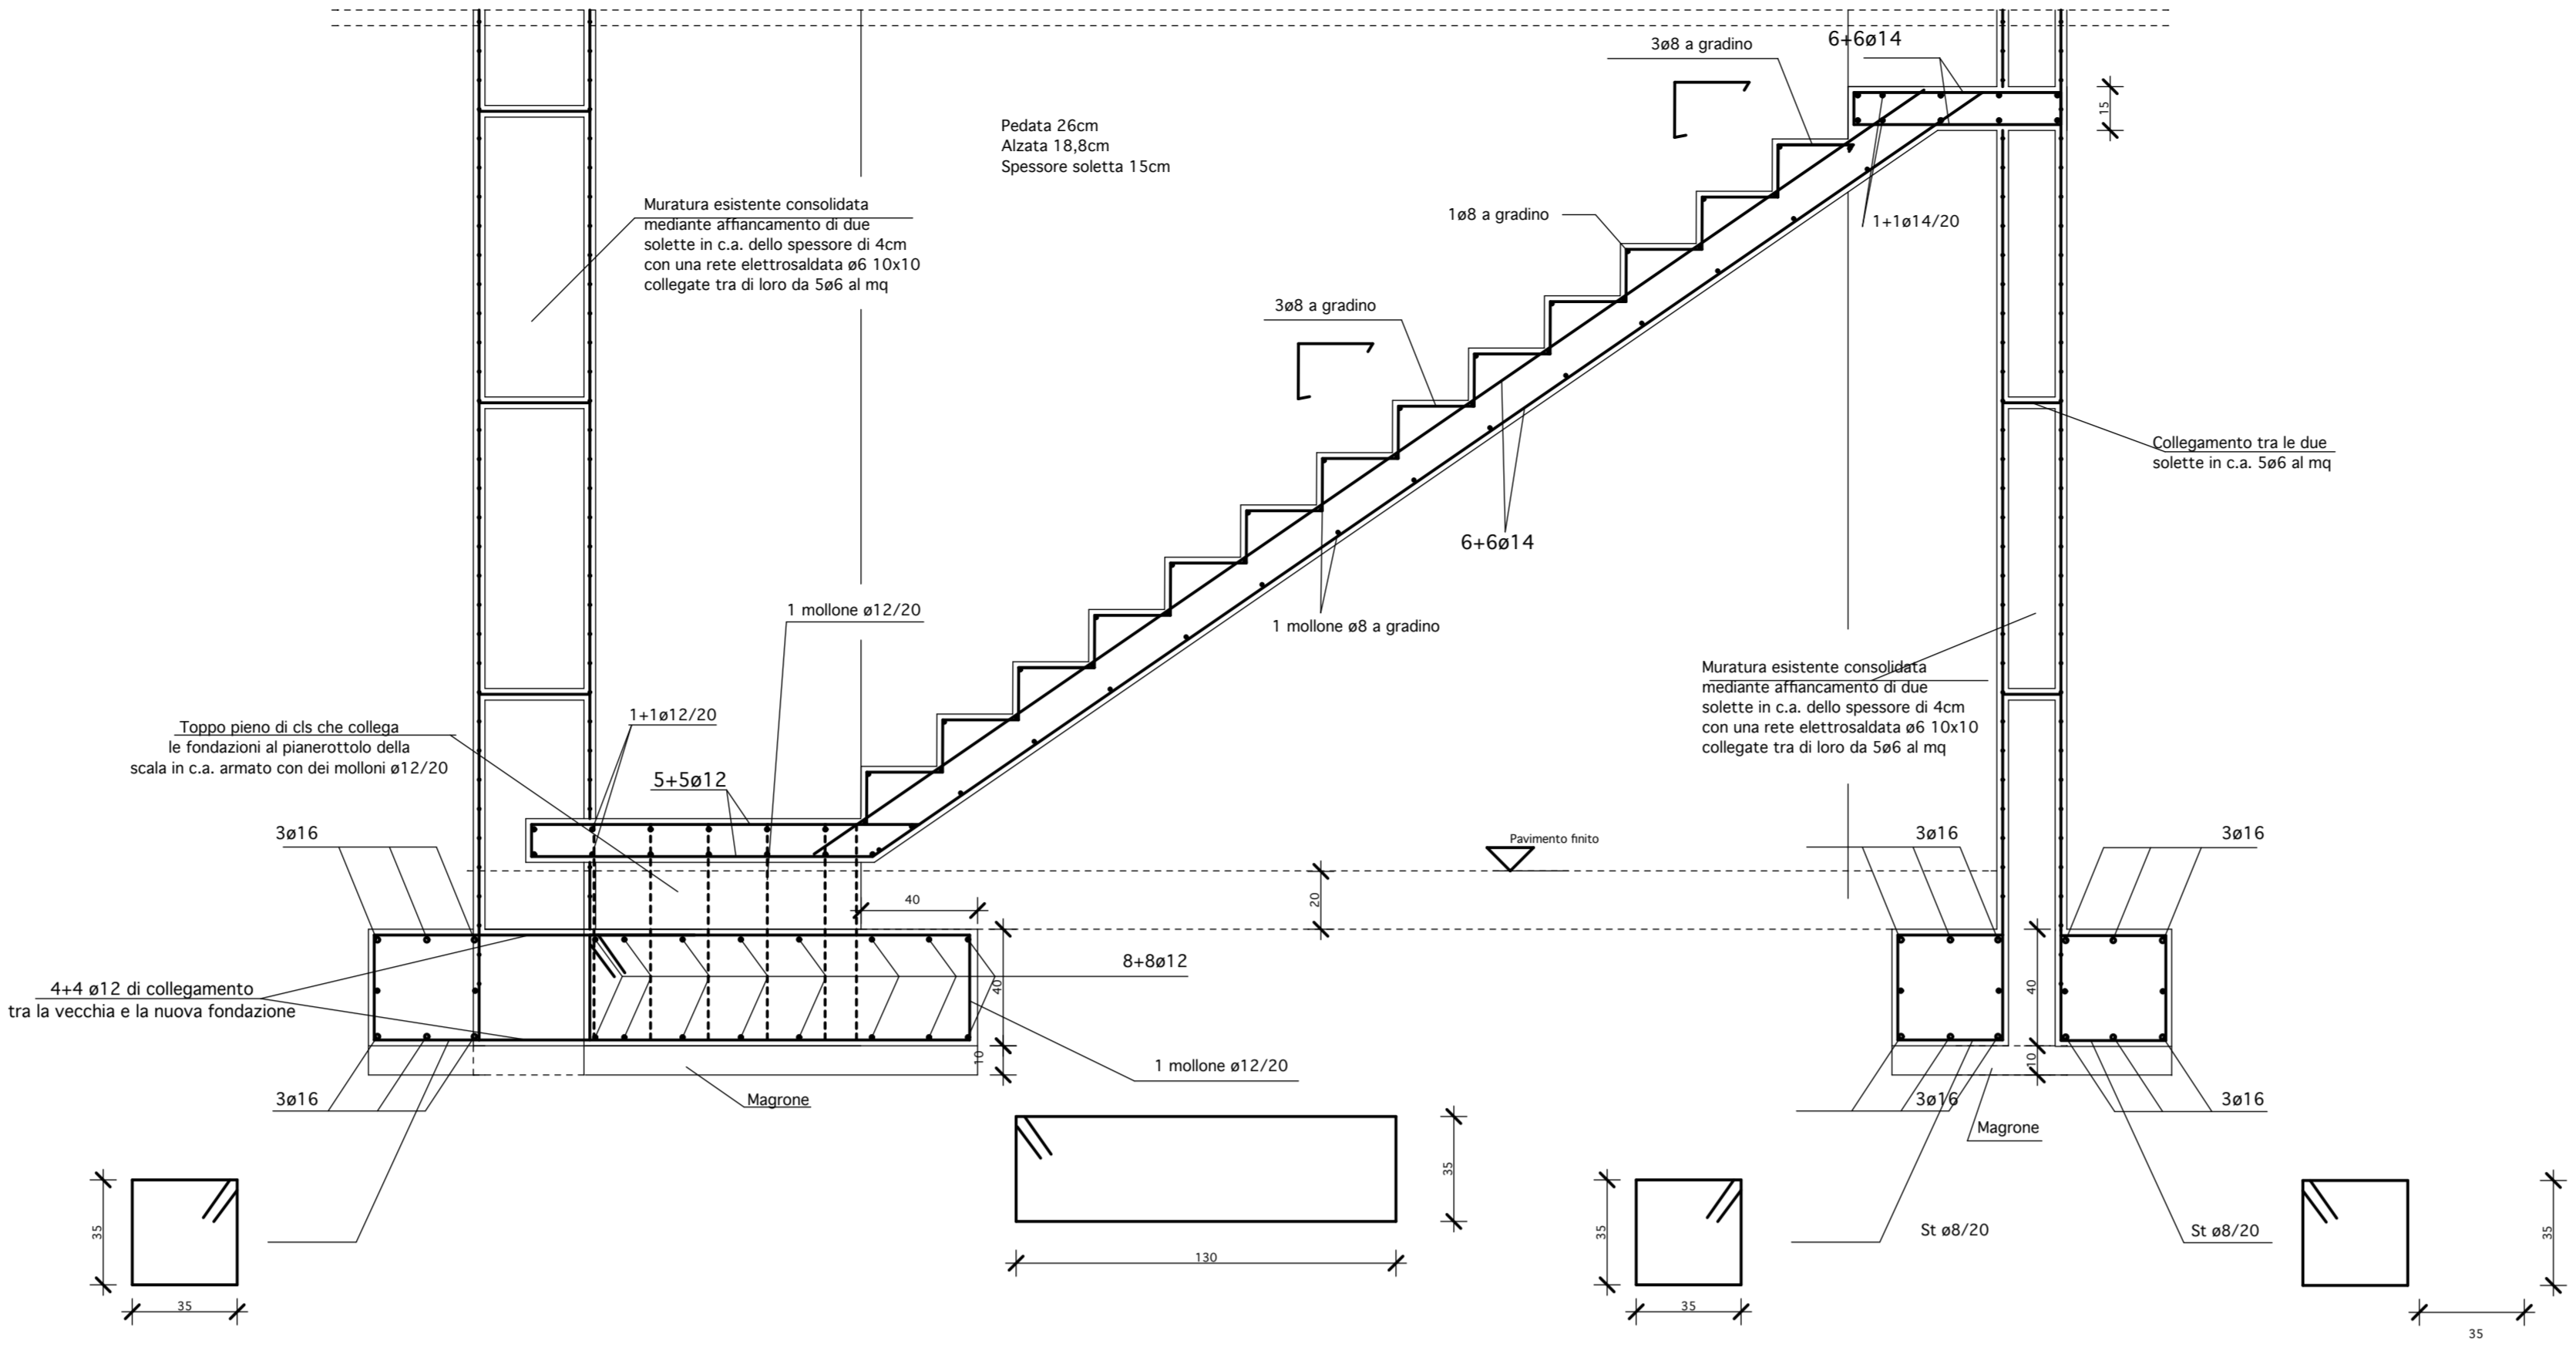 3ø8 a gradino
6+6ø14
15
Pedata 26cm
Alzata 18,8cm
Spessore soletta 15cm
Muratura esistente consolidata
mediante affiancamento di due
solette in c.a. dello spessore di 4cm
con una rete elettrosaldata ø6 10x10
collegate tra di loro da 5ø6 al mq
1ø8 a gradino
1+1ø14/20
3ø8 a gradino
Collegamento tra le due
solette in c.a. 5ø6 al mq
6+6ø14
1 mollone ø12/20
1 mollone ø8 a gradino
Muratura esistente consolidata
mediante affiancamento di due
solette in c.a. dello spessore di 4cm
con una rete elettrosaldata ø6 10x10
collegate tra di loro da 5ø6 al mq
Toppo pieno di cls che collega
le fondazioni al pianerottolo della
scala in c.a. armato con dei molloni ø12/20
1+1ø12/20
5+5ø12
3ø16
Pavimento finito
3ø16
3ø16
40
20
8+8ø12
4+4 ø12 di collegamento
tra la vecchia e la nuova fondazione
40
40
10
10
1 mollone ø12/20
3ø16
Magrone
3ø16
3ø16
Magrone
35
35
35
130
35
35
St ø8/20
St ø8/20
35
35